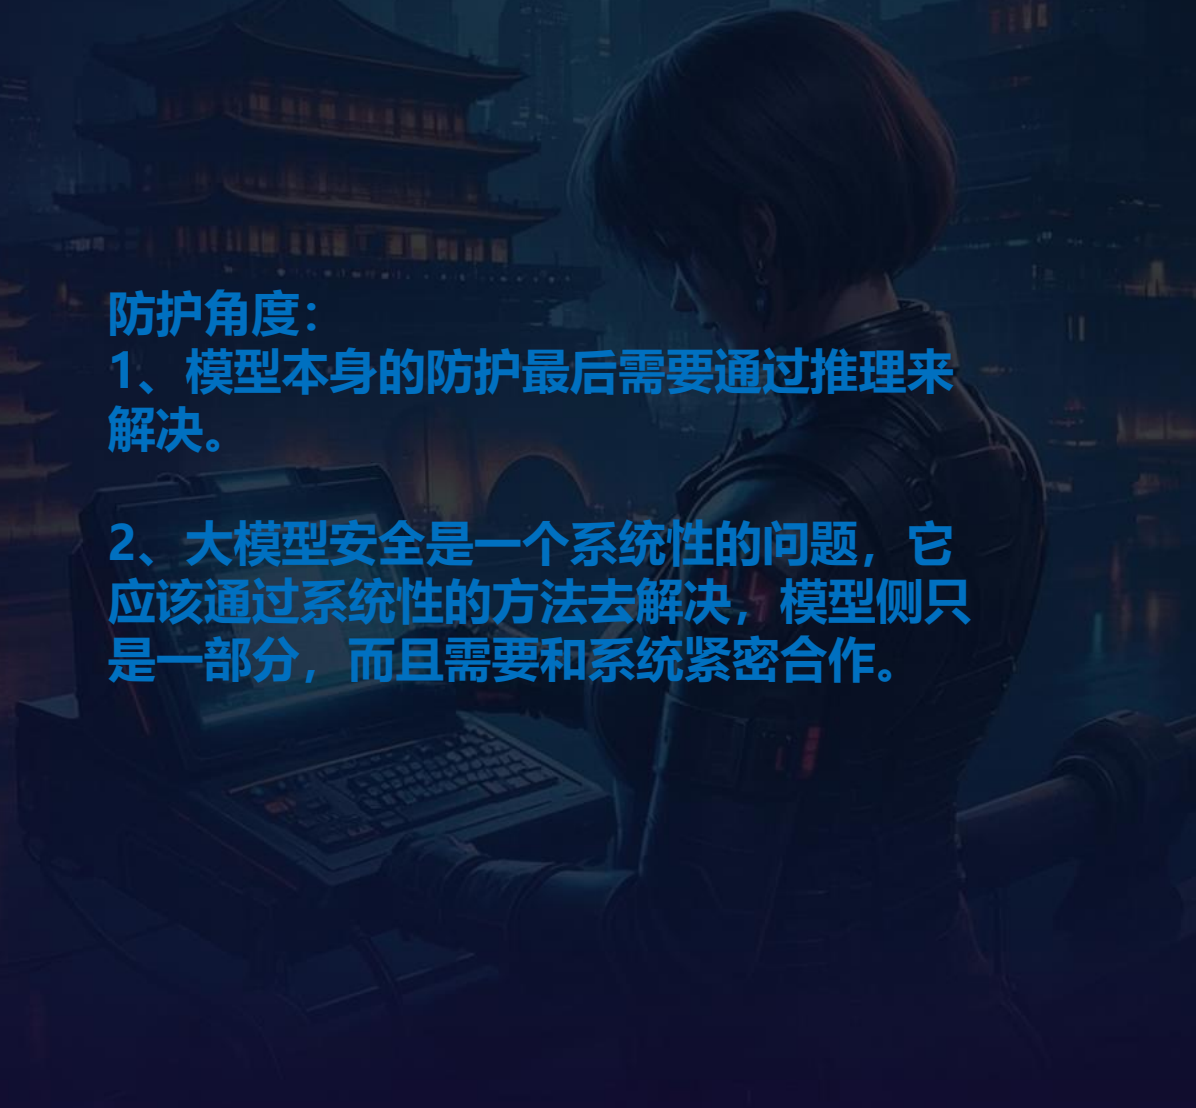 防护角度：
1、模型本身的防护最后需要通过推理来
解决。
2、大模型安全是一个系统性的问题，它
应该通过系统性的方法去解决，模型侧只
是一部分，而且需要和系统紧密合作。